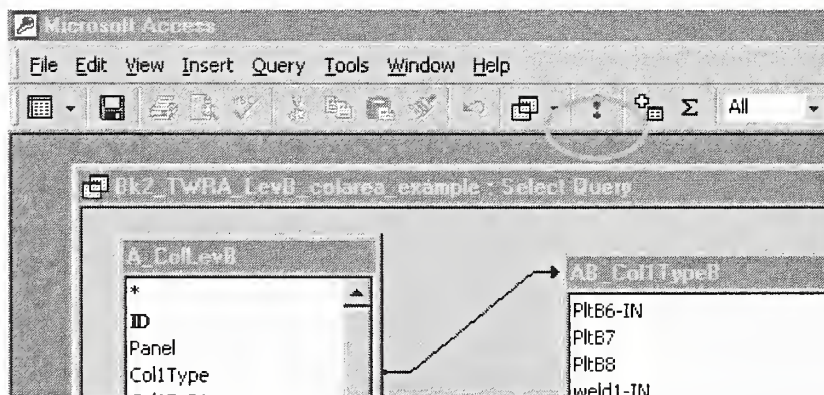 Microsoft Access
File Edit View Insert Query Tools Window Help
All
Bk2_TWRA_LevB_colarea_example : Select Query
A_ColLevB
AB_Col1TypeB
*
ID
Panel
Col1Type
PltB6-IN
PltB7
PltB8
weld1-IN